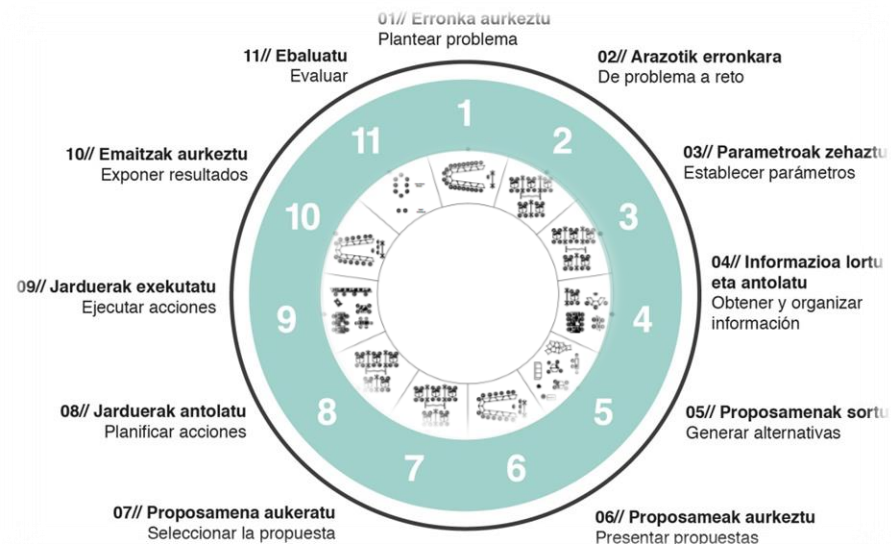 01// Erronka aurkeztu
Plantear problema
02// Arazotik erronkara
De problema a reto
03// Parametroak zehaztu
Establecer parámetros
04// Informazioa lortu
eta antolatu
Obtener y organizar
información
05// Proposamenak sortu
Generar alternativas
06// Proposameak aurkeztu
Presentar propuestas
07// Proposamena aukeratu
Seleccionar la propuesta
08// Jarduerak antolatu
Planificar acciones
09// Jarduerak exekutatu
Ejecutar acciones
10// Emaitzak aurkeztu
Exponer resultados
11// Ebaluatu
Evaluar
1
2
3
4
5
6
7
8
9
10
11